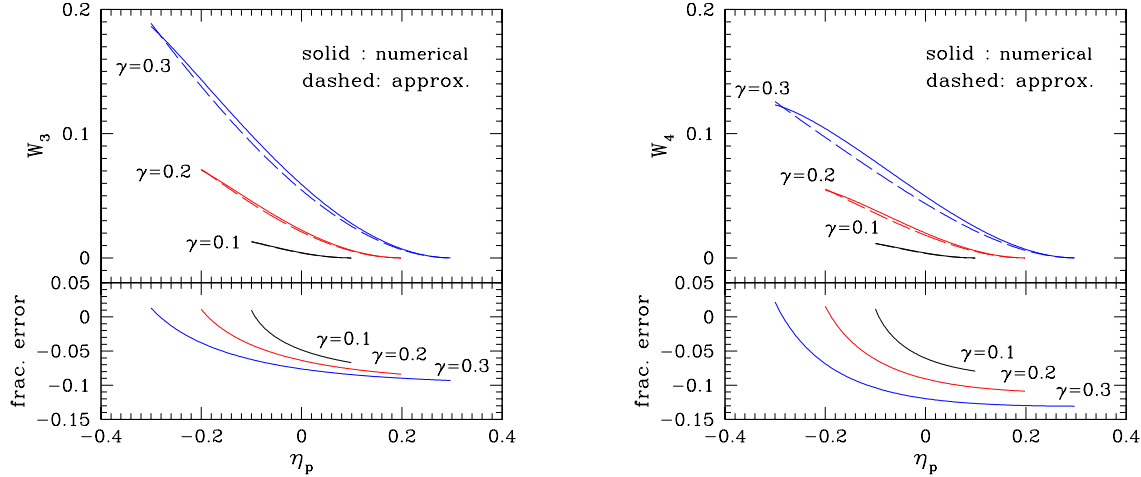 0.2
solid : numerical
dashed: approx.
γ=0.3
W₃
0.1
γ=0.2
γ=0.1
0
0.05
frac. error
0
−0.05
−0.1
−0.15
γ=0.1
γ=0.2
γ=0.3
−0.4 −0.2 0 0.2 0.4
ηₚ
0.2
solid : numerical
dashed: approx.
γ=0.3
W₄
0.1
γ=0.2
γ=0.1
0
0.05
frac. error
0
−0.05
−0.1
−0.15
γ=0.1
γ=0.2
γ=0.3
−0.4 −0.2 0 0.2 0.4
ηₚ